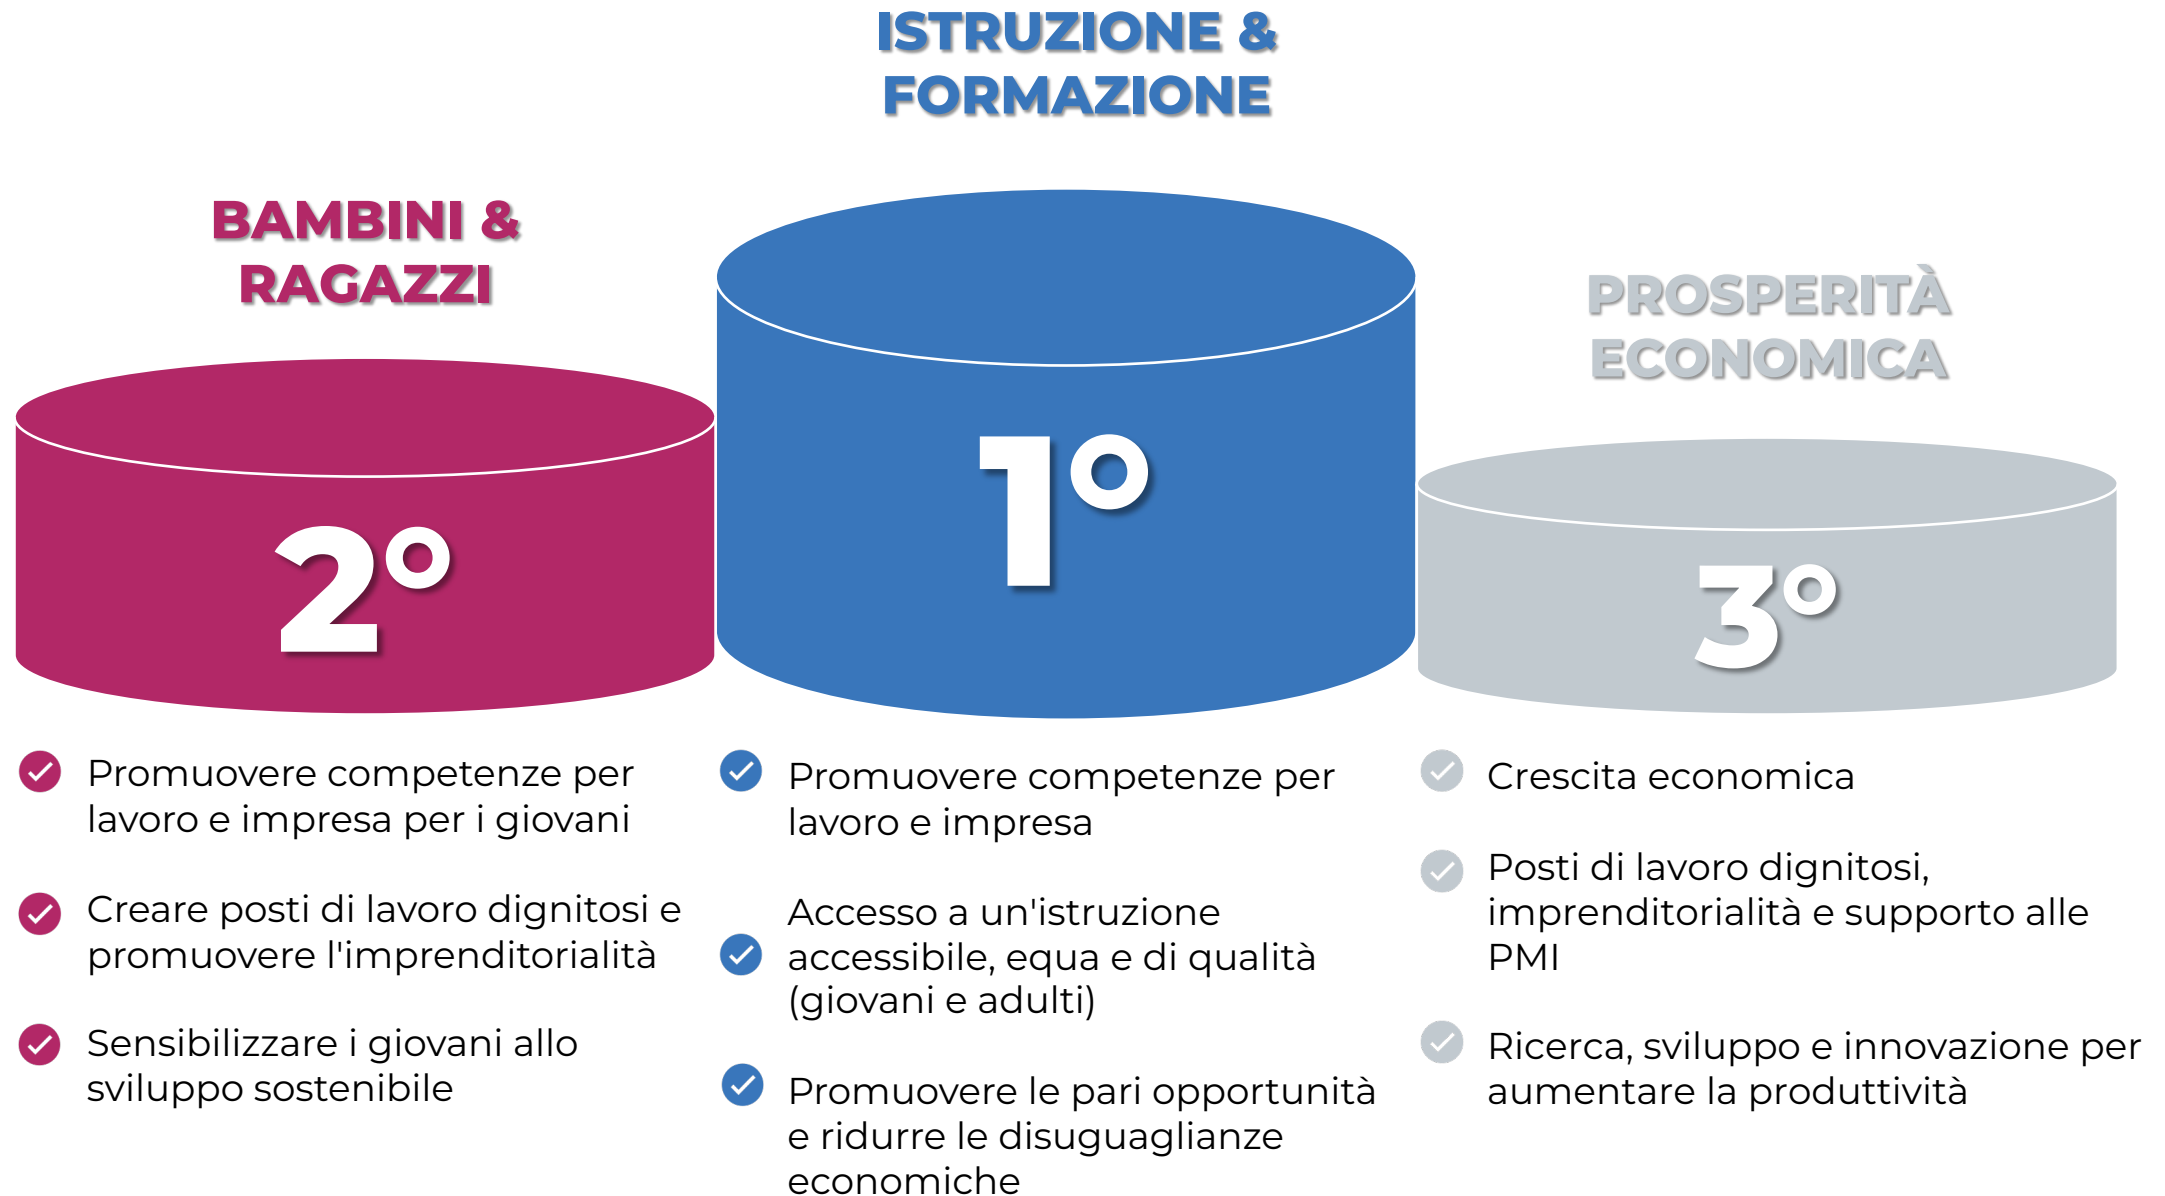 ISTRUZIONE &
FORMAZIONE
BAMBINI &
RAGAZZI
PROSPERITÀ
ECONOMICA
2°
1°
3°
Promuovere competenze per
lavoro e impresa per i giovani
Creare posti di lavoro dignitosi e
promuovere l'imprenditorialità
Sensibilizzare i giovani allo
sviluppo sostenibile
Promuovere competenze per
lavoro e impresa
Accesso a un'istruzione
accessibile, equa e di qualità
(giovani e adulti)
Promuovere le pari opportunità
e ridurre le disuguaglianze
economiche
Crescita economica
Posti di lavoro dignitosi,
imprenditorialità e supporto alle
PMI
Ricerca, sviluppo e innovazione per
aumentare la produttività